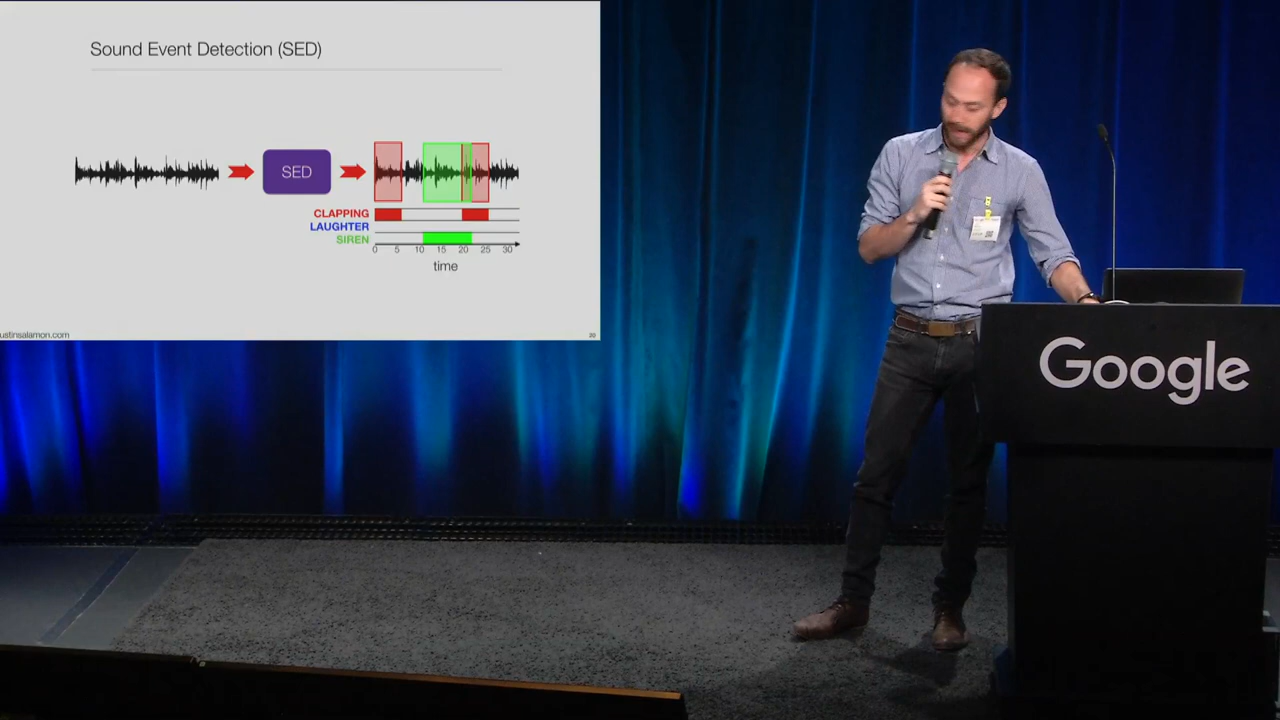 Sound Event Detection (SED)
SED
CLAPPING
LAUGHTER
SIREN
0 5 10 15 20 25 30
time
ustinsalamon.com
20
Google